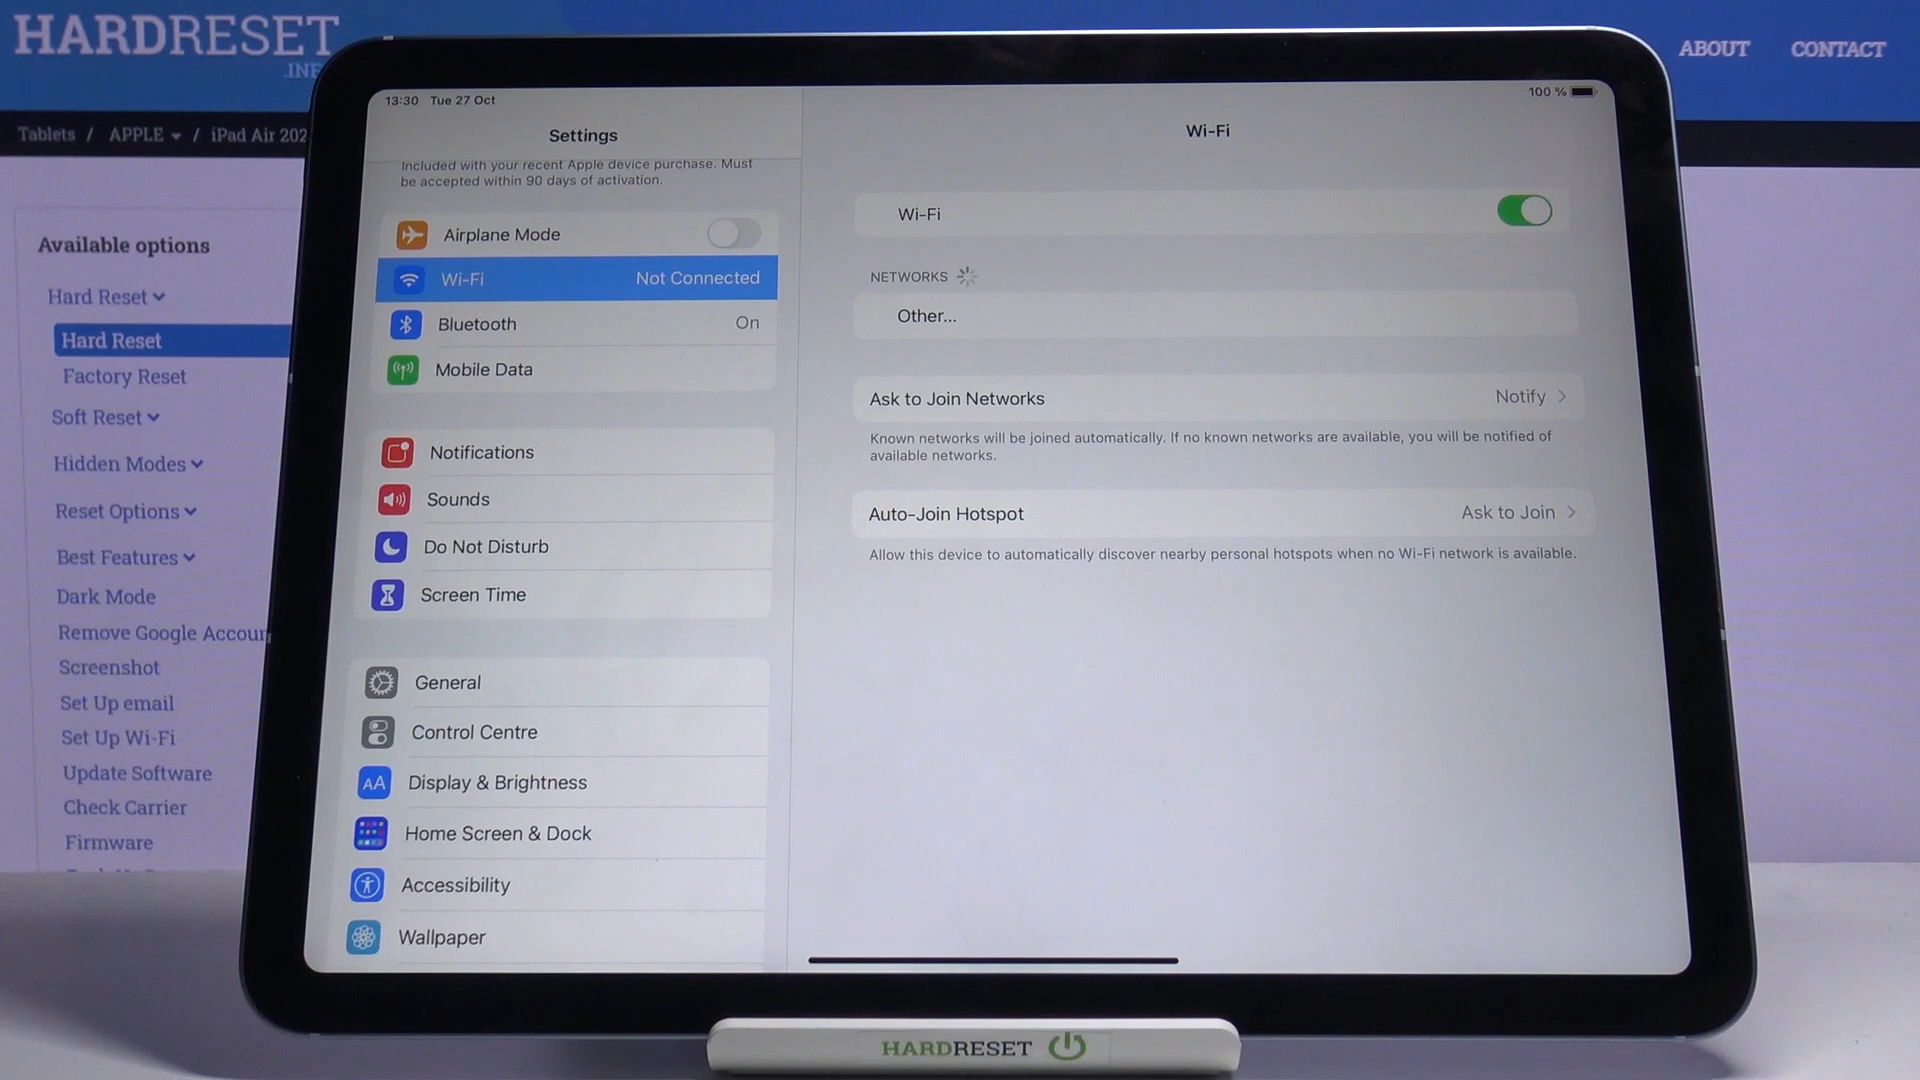 HARDRESET
.INF
ABOUT CONTACT
Tablets / APPLE / iPad Air 202
Available options
Hard Reset
Hard Reset
Factory Reset
Soft Reset
Hidden Modes
Reset Options
Best Features
Dark Mode
Remove Google Accoun
Screenshot
Set Up email
Set Up Wi-Fi
Update Software
Check Carrier
Firmware
13:30 Tue 27 Oct
100 %
Settings
Included with your recent Apple device purchase. Must
be accepted within 90 days of activation.
Airplane Mode
Wi-Fi Not Connected
Bluetooth On
Mobile Data
Notifications
Sounds
Do Not Disturb
Screen Time
General
Control Centre
AA Display & Brightness
Home Screen & Dock
Accessibility
Wallpaper
Wi-Fi
Wi-Fi
NETWORKS
Other...
Ask to Join Networks Notify
Known networks will be joined automatically. If no known networks are available, you will be notified of
available networks.
Auto-Join Hotspot Ask to Join
Allow this device to automatically discover nearby personal hotspots when no Wi-Fi network is available.
HARDRESET